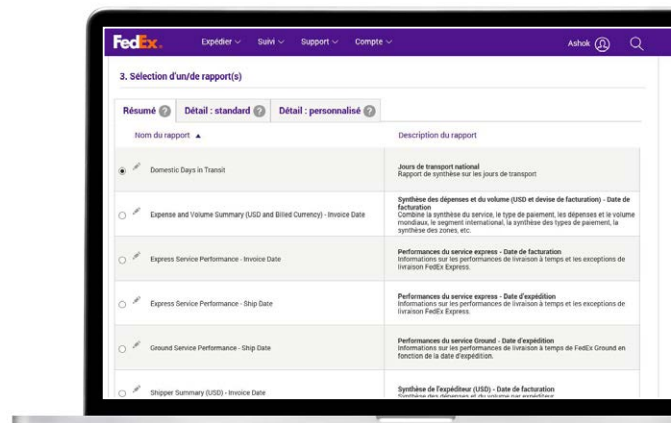 FedEx.
Expédier
Suivi
Support
Compte
Ashok
3. Sélection d'un/de rapport(s)
Résumé ?
Détail : standard ?
Détail : personnalisé ?
Nom du rapport ▲
Description du rapport
Domestic Days in Transit
Jours de transport national
Rapport de synthèse sur les jours de transport
Expense and Volume Summary (USD and Billed Currency) - Invoice Date
Synthèse des dépenses et du volume (USD et devise de facturation) - Date de
facturation
Combine la synthèse du service, le type de paiement, les dépenses et le volume
mondiaux, le segment international, la synthèse des types de paiement, la
synthèse des zones, etc.
Express Service Performance - Invoice Date
Performances du service express - Date de facturation
Informations sur les performances de livraison à temps et les exceptions de
livraison FedEx Express.
Express Service Performance - Ship Date
Performances du service express - Date d'expédition
Informations sur les performances de livraison à temps et les exceptions de
livraison FedEx Express.
Ground Service Performance - Ship Date
Performances du service Ground - Date d'expédition
Informations sur les performances de livraison à temps de FedEx Ground en
fonction de la date d'expédition.
Shipper Summary (USD) - Invoice Date
Synthèse de l'expéditeur (USD) - Date de facturation
Synthèse des dépenses et du volume par expéditeur